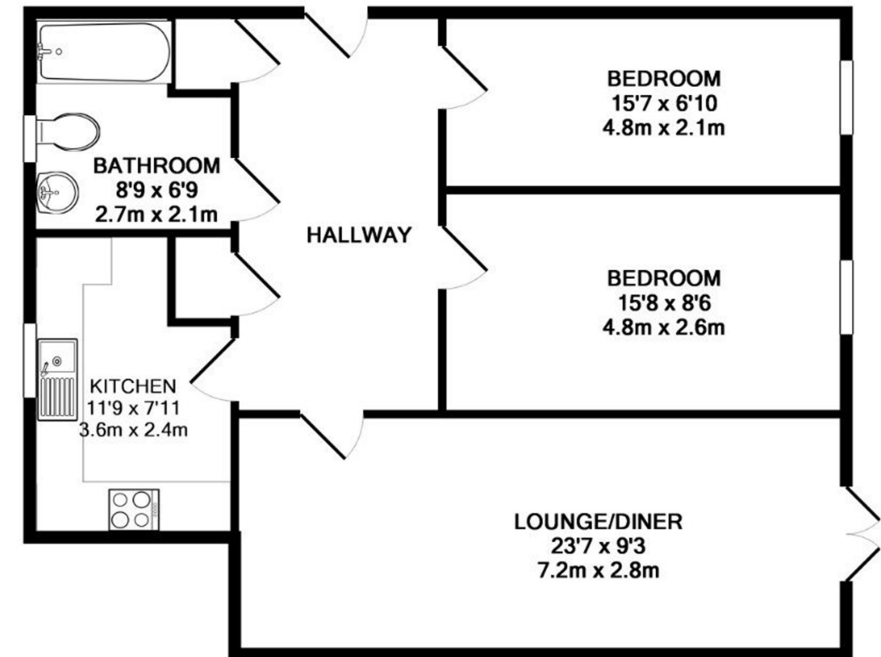 BEDROOM
15'7 x 6'10
4.8m x 2.1m
BATHROOM
8'9 x 6'9
2.7m x 2.1m
HALLWAY
BEDROOM
15'8 x 8'6
4.8m x 2.6m
KITCHEN
11'9 x 7'11
3.6m x 2.4m
LOUNGE/DINER
23'7 x 9'3
7.2m x 2.8m